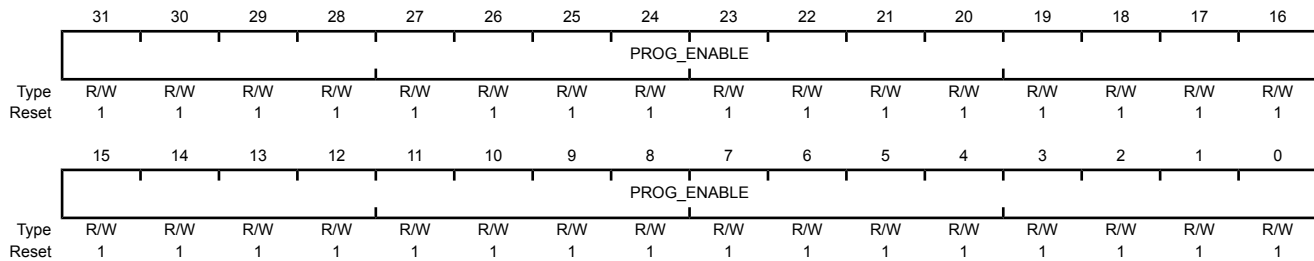 31 30 29 28 27 26 25 24 23 22 21 20 19 18 17 16
PROG_ENABLE
Type R/W R/W R/W R/W R/W R/W R/W R/W R/W R/W R/W R/W R/W R/W R/W R/W
Reset 1 1 1 1 1 1 1 1 1 1 1 1 1 1 1 1
15 14 13 12 11 10 9 8 7 6 5 4 3 2 1 0
PROG_ENABLE
Type R/W R/W R/W R/W R/W R/W R/W R/W R/W R/W R/W R/W R/W R/W R/W R/W
Reset 1 1 1 1 1 1 1 1 1 1 1 1 1 1 1 1